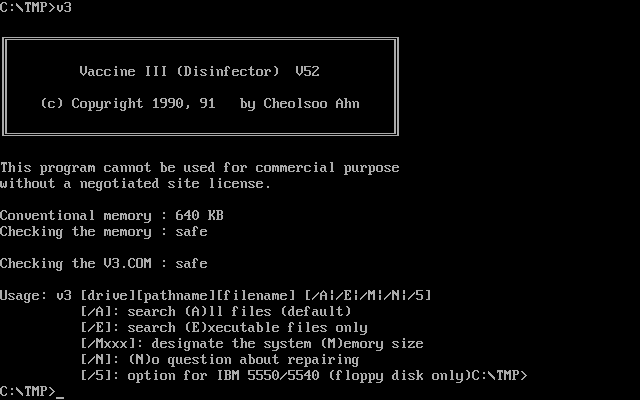 C:\TMP>v3
Vaccine III (Disinfector)  V52
(c) Copyright 1990, 91   by Cheolsoo Ahn
This program cannot be used for commercial purpose
without a negotiated site license.
Conventional memory : 640 KB
Checking the memory : safe
Checking the V3.COM : safe
Usage: v3 [drive][pathname][filename] [/A¦/E¦/M¦/N¦/5]
[/A]: search (A)ll files (default)
[/E]: search (E)xecutable files only
[/Mxxx]: designate the system (M)emory size
[/N]: (N)o question about repairing
[/5]: option for IBM 5550/5540 (floppy disk only)C:\TMP>
C:\TMP>_